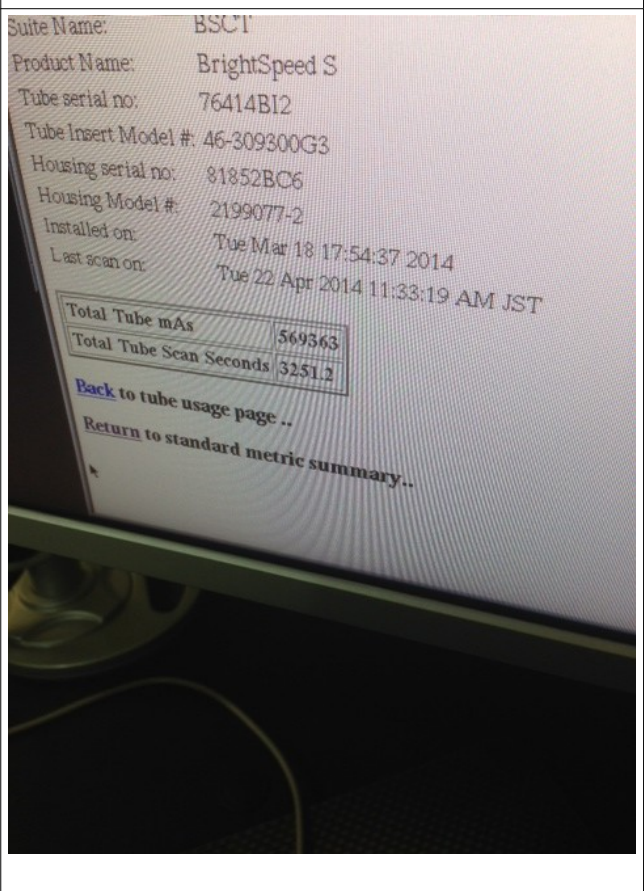 Suite Name: BSCT
Product Name: BrightSpeed S
Tube serial no: 76414BI2
Tube Insert Model #: 46-309300G3
Housing serial no: 81852BC6
Housing Model #: 2199077-2
Installed on: Tue Mar 18 17:54:37 2014
Last scan on: Tue 22 Apr 2014 11:33:19 AM JST
Total Tube mAs 569363
Total Tube Scan Seconds 3251.2
Back to tube usage page ..
Return to standard metric summary..